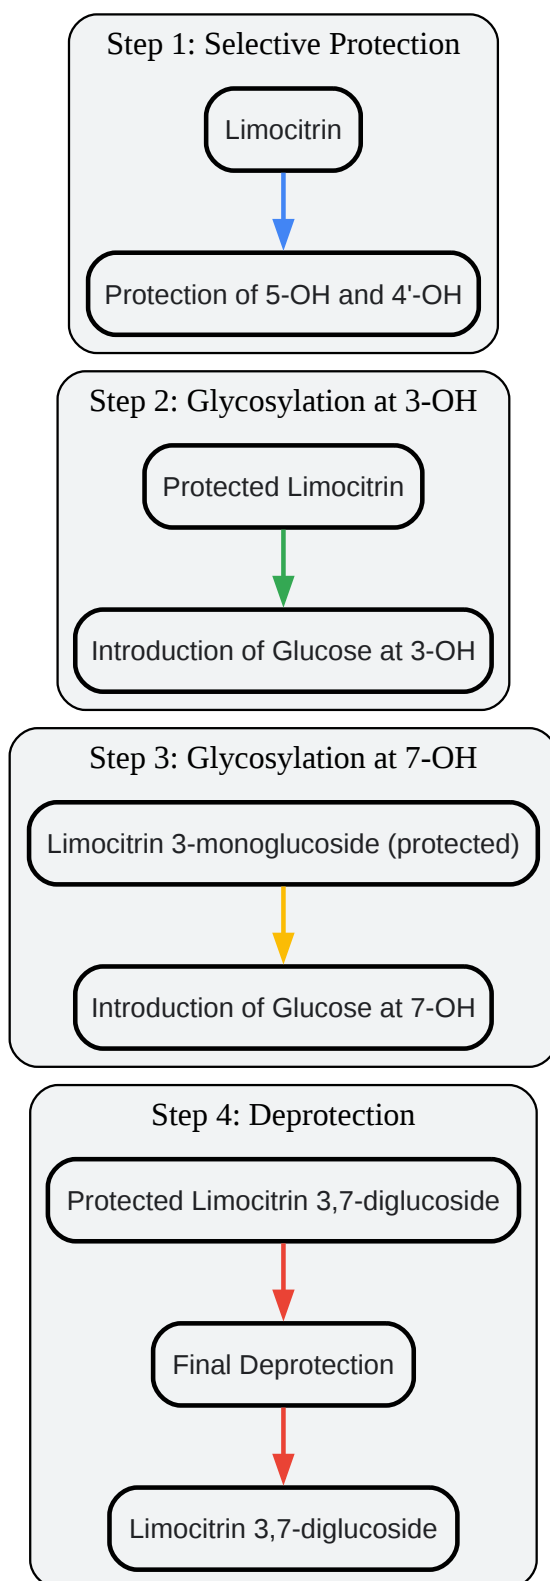 Step 1: Selective Protection
Limocitrin
Protection of 5-OH and 4'-OH
Step 2: Glycosylation at 3-OH
Protected Limocitrin
Introduction of Glucose at 3-OH
Step 3: Glycosylation at 7-OH
Limocitrin 3-monoglucoside (protected)
Introduction of Glucose at 7-OH
Step 4: Deprotection
Protected Limocitrin 3,7-diglucoside
Final Deprotection
Limocitrin 3,7-diglucoside